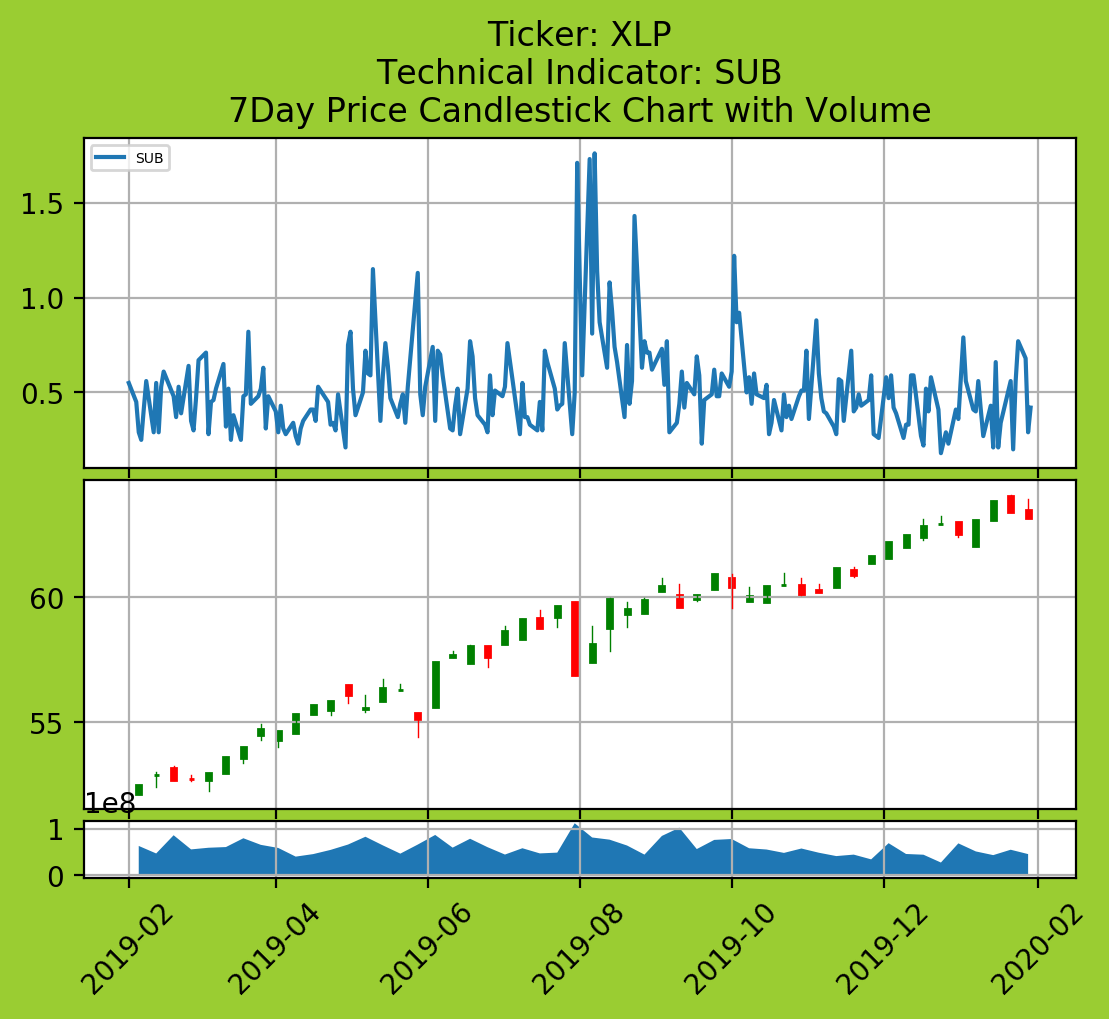 Ticker: XLP
Technical Indicator: SUB
7Day Price Candlestick Chart with Volume
SUB
1.5
1.0
0.5
60
55
1e8
1
0
2019-02
2019-04
2019-06
2019-08
2019-10
2019-12
2020-02